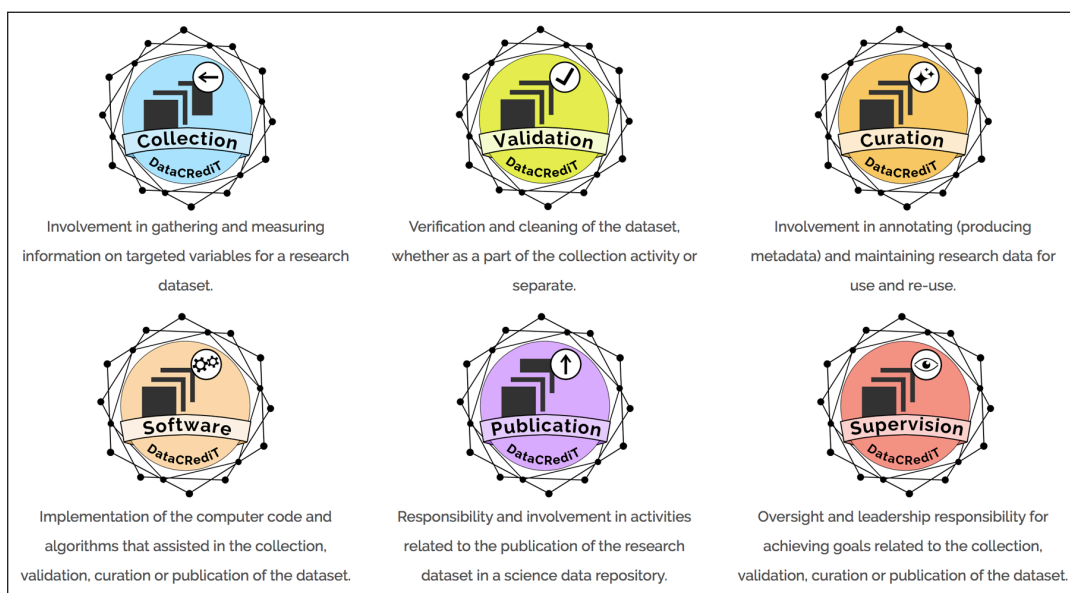 Collection
DataCRediT
Involvement in gathering and measuring
information on targeted variables for a research
dataset.
Validation
DataCRediT
Verification and cleaning of the dataset,
whether as a part of the collection activity or
separate.
Curation
DataCRediT
Involvement in annotating (producing
metadata) and maintaining research data for
use and re-use.
Software
DataCRediT
Implementation of the computer code and
algorithms that assisted in the collection,
validation, curation or publication of the dataset.
Publication
DataCRediT
Responsibility and involvement in activities
related to the publication of the research
dataset in a science data repository.
Supervision
DataCRediT
Oversight and leadership responsibility for
achieving goals related to the collection,
validation, curation or publication of the dataset.